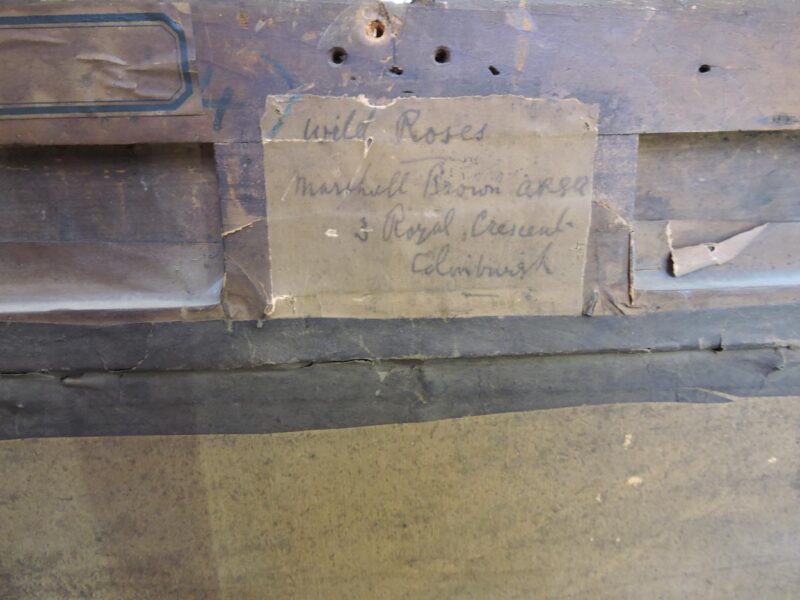 Wild Roses
Marshall Brown ARSA
3 Royal Crescent
Edinburgh